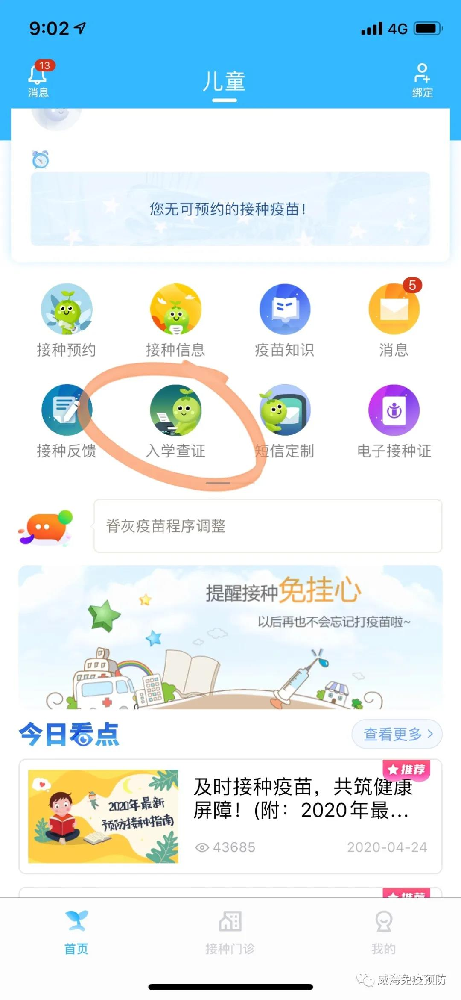 9:02
4G
13
消息
儿童
绑定
您无可预约的接种疫苗！
5
接种预约
接种信息
疫苗知识
消息
接种反馈
入学查证
短信定制
电子接种证
脊灰疫苗程序调整
提醒接种免挂心
以后再也不会忘记打疫苗啦~
今日看点
查看更多
推荐
2020年最新
预防接种指南
及时接种疫苗，共筑健康
屏障！(附：2020年最...
43685
2020-04-24
推荐
首页
接种门诊
我的
威海免疫预防